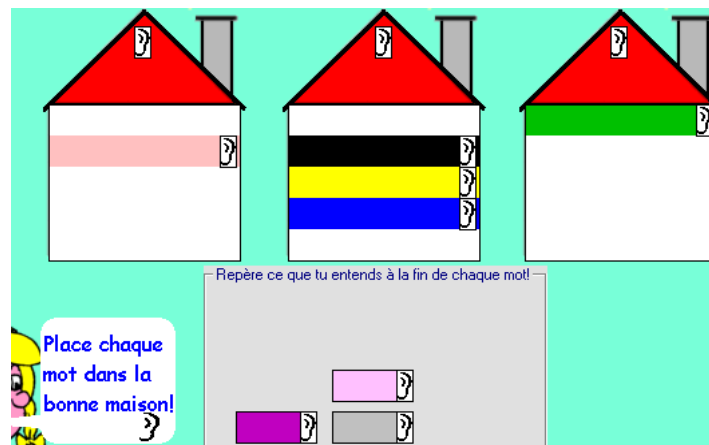 Repère ce que tu entends à la fin de chaque mot!
Place chaque
mot dans la
bonne maison!